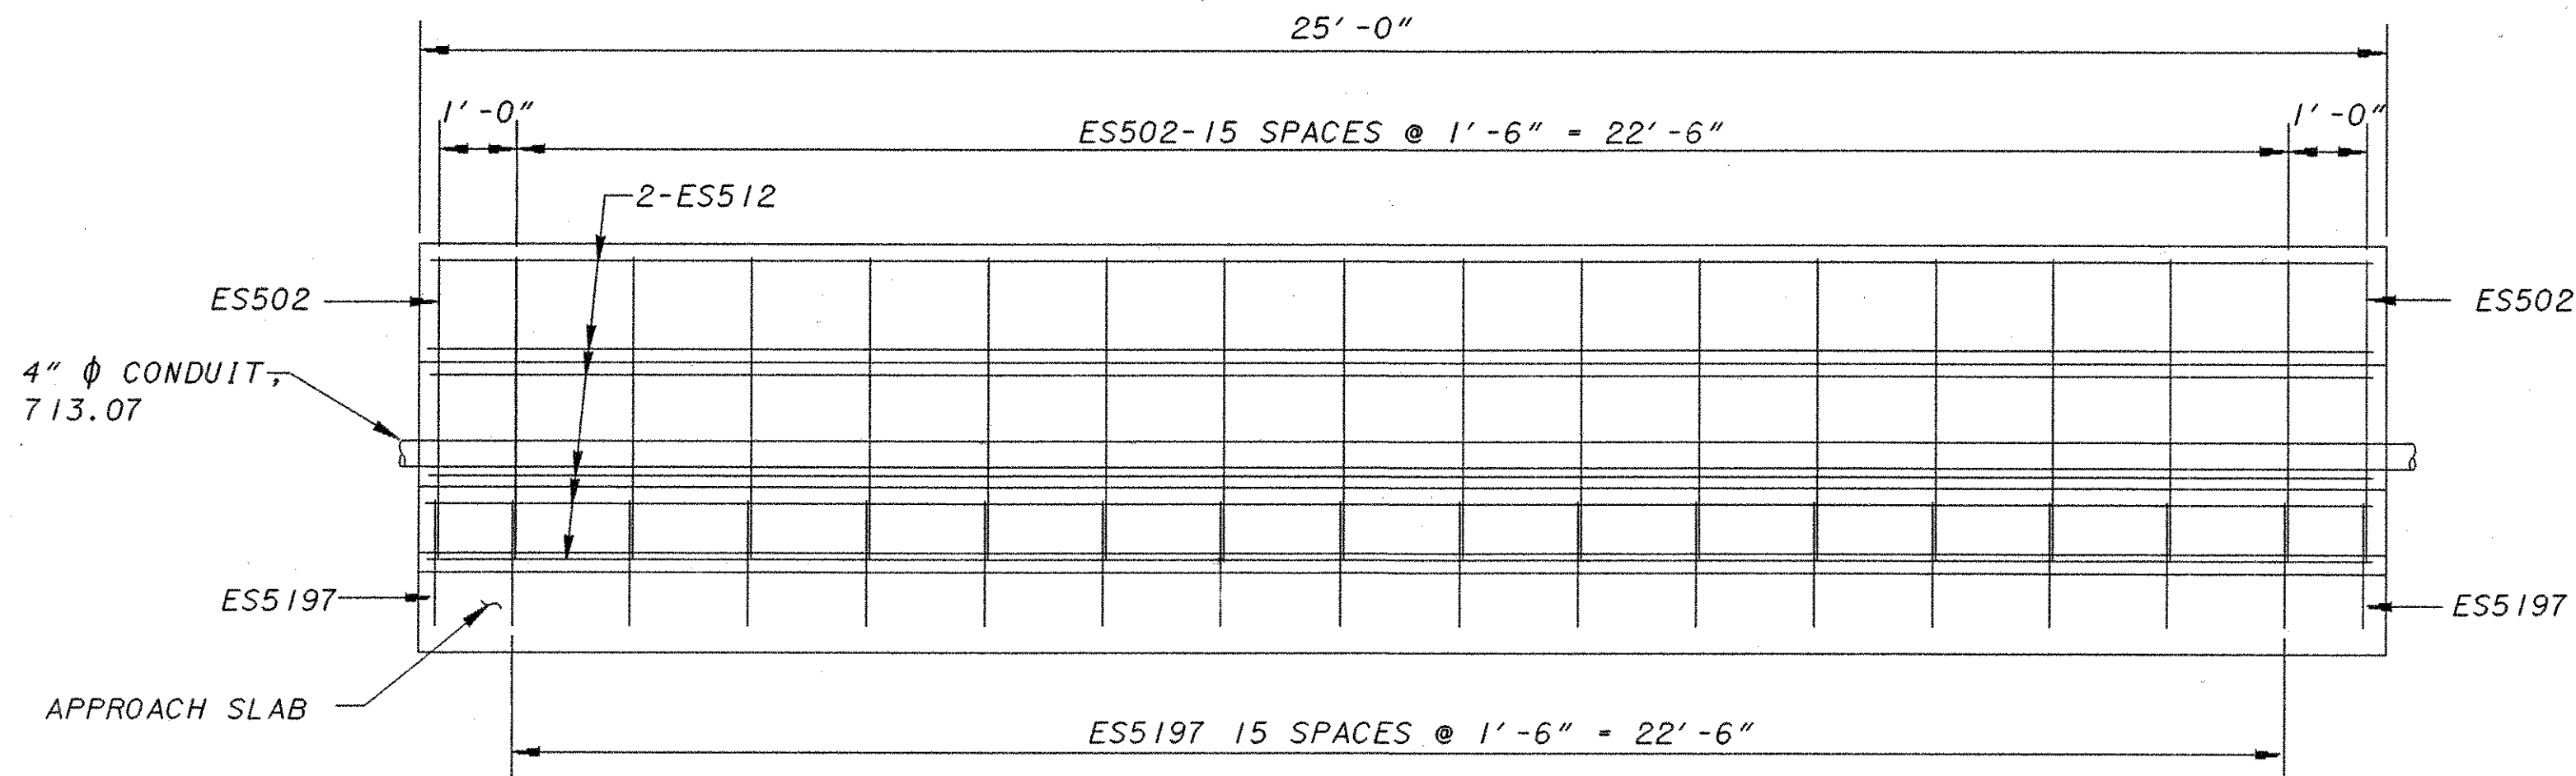 25'-0"
1'-0"
ES502-15 SPACES @ 1'-6" = 22'-6"
1'-0"
2-ES512
ES502
ES502
4" ϕ CONDUIT,
713.07
ES5197
ES5197
APPROACH SLAB
ES5197 15 SPACES @ 1'-6" = 22'-6"